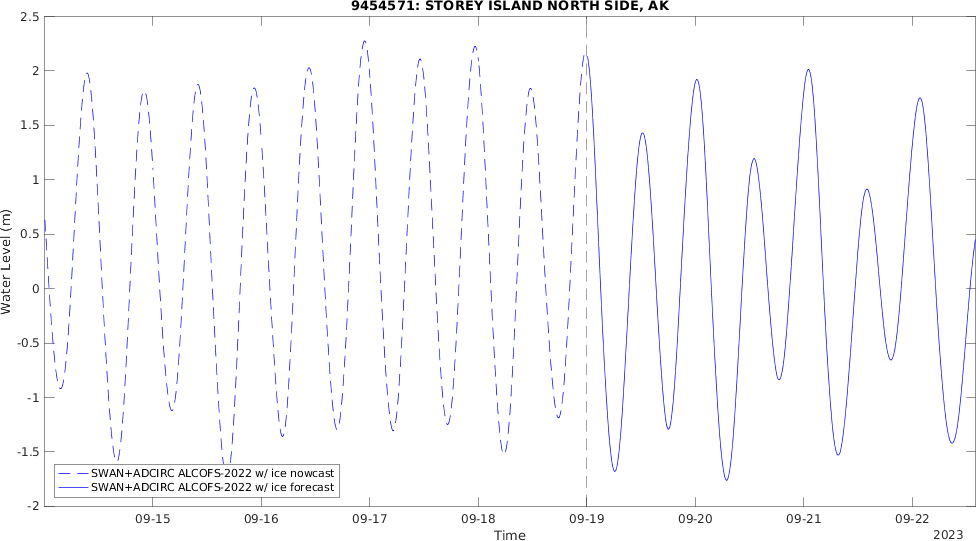 9454571: STOREY ISLAND NORTH SIDE, AK
2.5
2
1.5
1
0.5
0
-0.5
-1
-1.5
-2
Water Level (m)
SWAN+ADCIRC ALCOFS-2022 w/ ice nowcast
SWAN+ADCIRC ALCOFS-2022 w/ ice forecast
09-15 09-16 09-17 09-18 09-19 09-20 09-21 09-22
Time
2023